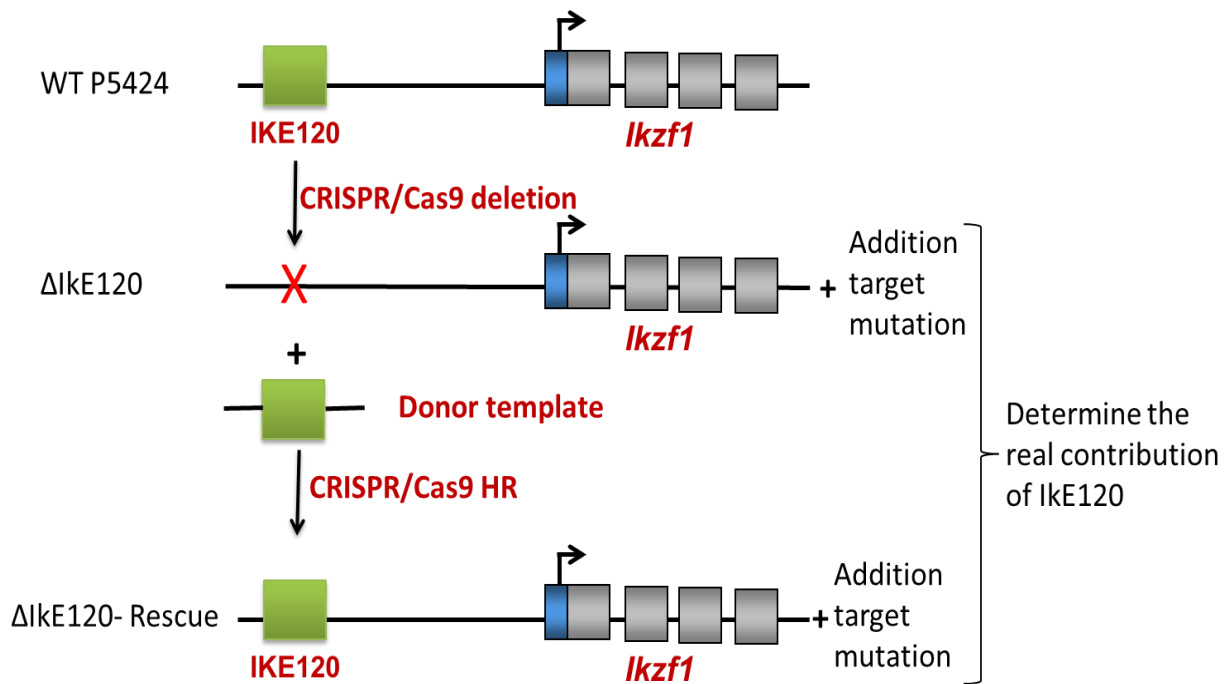 WT P5424
IKE120
Ikzf1
CRISPR/Cas9 deletion
ΔIkE120
X
Ikzf1
+ Addition
target
mutation
+
Donor template
CRISPR/Cas9 HR
Determine the
real contribution
of IkE120
ΔIkE120- Rescue
IKE120
Ikzf1
+ Addition
target
mutation